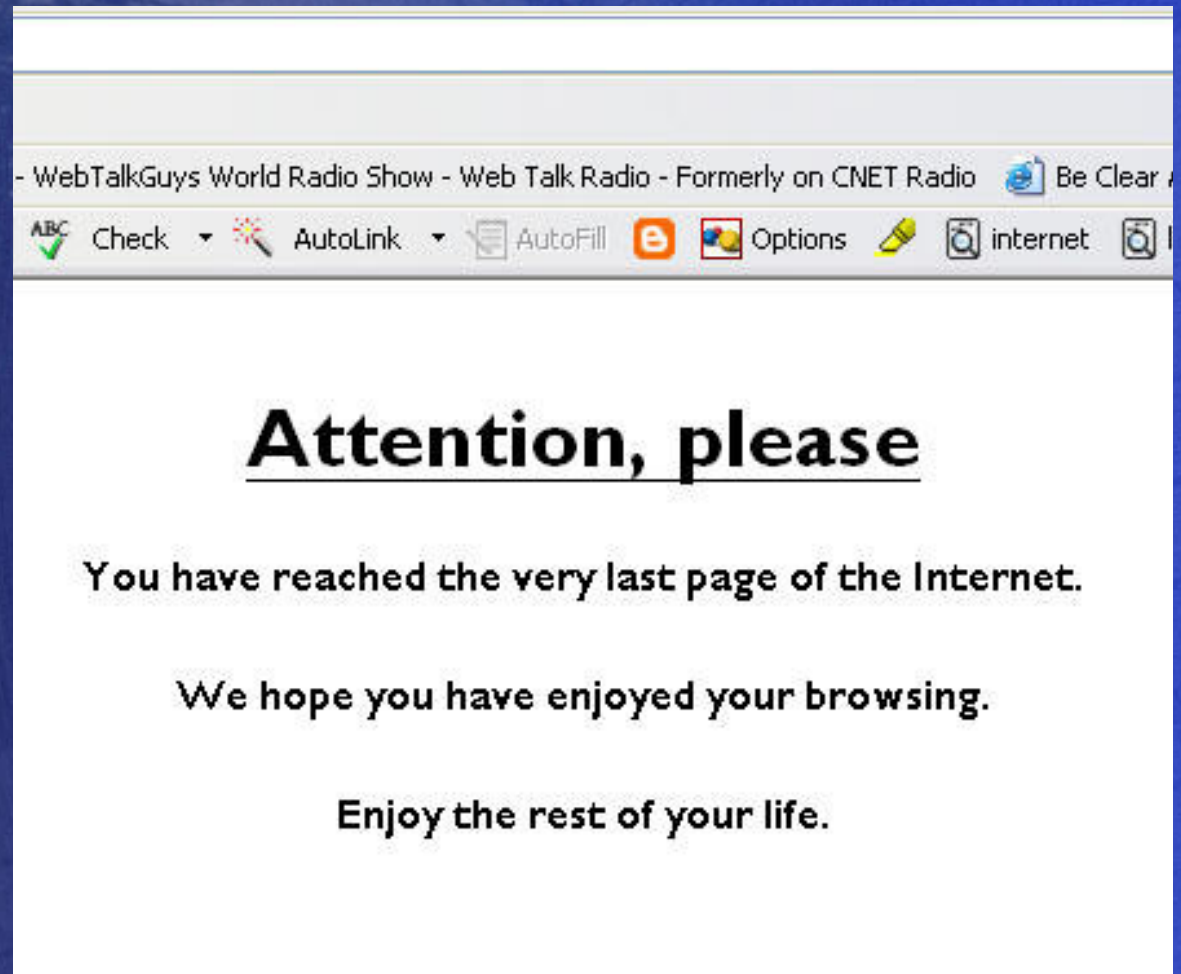 - WebTalkGuys World Radio Show - Web Talk Radio - Formerly on CNET Radio Be Clear
ABC Check AutoLink AutoFill Options internet
Attention, please
You have reached the very last page of the Internet.
We hope you have enjoyed your browsing.
Enjoy the rest of your life.